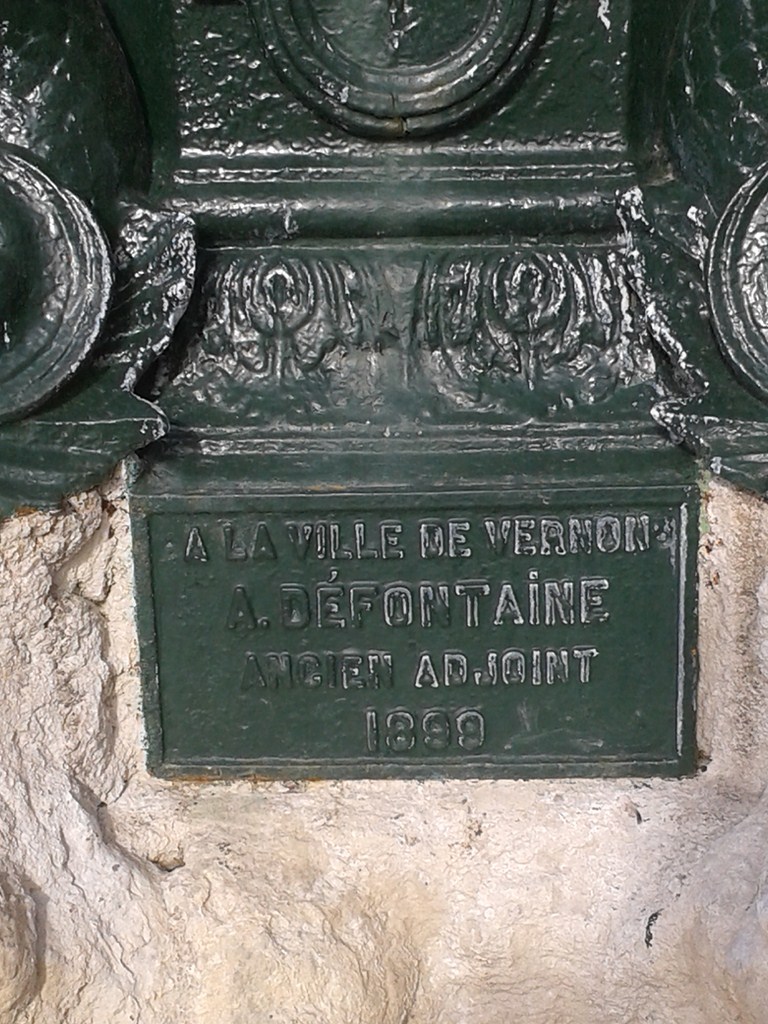 A LA VILLE DE VERNON
A. DÉFONTAINE
ANCIEN ADJOINT
1899